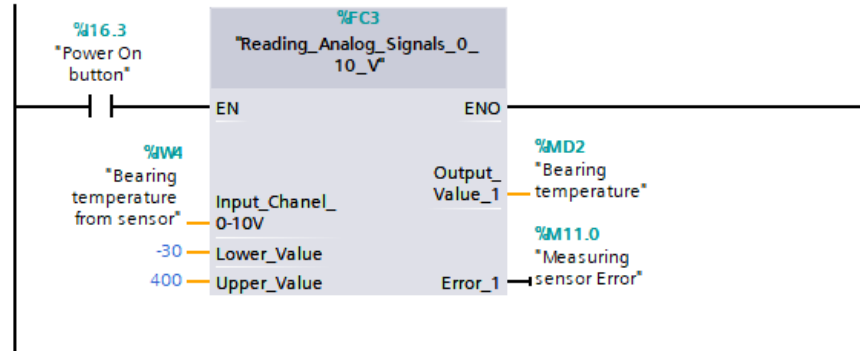 %I16.3
"Power On
button"
%FC3
"Reading_Analog_Signals_0_
10_V"
EN
ENO
%IW4
"Bearing
temperature
from sensor"
Input_Chanel_
0-10V
-30
Lower_Value
400
Upper_Value
Output_
Value_1
%MD2
"Bearing
temperature"
Error_1
%M11.0
"Measuring
sensor Error"